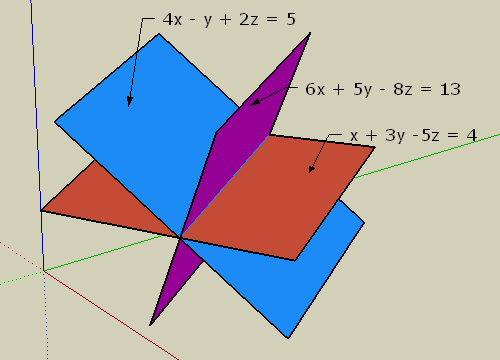 4x - y + 2z = 5
6x + 5y - 8z = 13
x + 3y -5z = 4